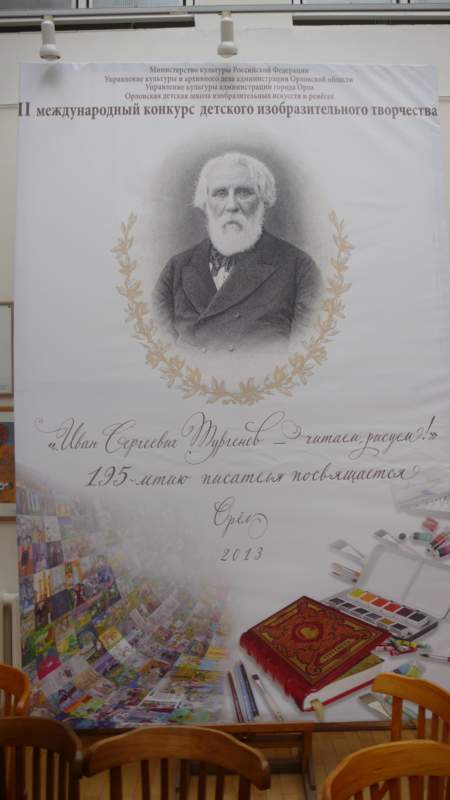 Министерство культуры Российской Федерации
Управление культуры и архивного дела администрации Орловской области
Управление культуры администрации города Орла
Орловская детская школа изобразительных искусств и ремёсел
II международный конкурс детского изобразительного творчества
«Иван Сергеевич Тургенев – читаем, рисуем!»
195-летию писателя посвящается
Орёл
2013